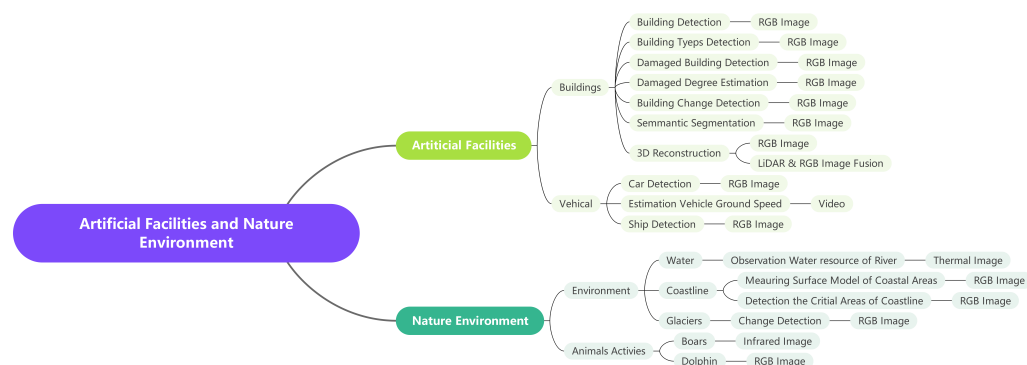 Artificial Facilities and Nature
Environment
Artiticial Facilities
Buildings
Building Detection
RGB Image
Building Tyeps Detection
RGB Image
Damaged Building Detection
RGB Image
Damaged Degree Estimation
RGB Image
Building Change Detection
RGB Image
Semmantic Segmentation
RGB Image
3D Reconstruction
RGB Image
LiDAR & RGB Image Fusion
Vehical
Car Detection
RGB Image
Estimation Vehicle Ground Speed
Video
Ship Detection
RGB Image
Nature Environment
Environment
Water
Observation Water resource of River
Thermal Image
Coastline
Meauring Surface Model of Coastal Areas
RGB Image
Detection the Critial Areas of Coastline
RGB Image
Glaciers
Change Detection
RGB Image
Animals Activies
Boars
Infrared Image
Dolphin
RGB Image